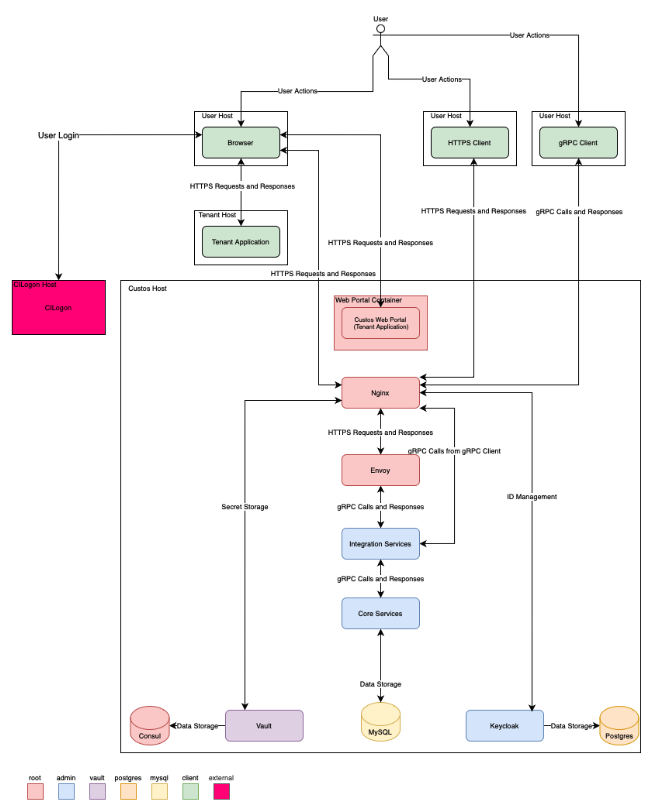 User
User Actions
User Actions
User Actions
User Host
User Host
User Host
User Login
Browser
HTTPS Client
gRPC Client
HTTPS Requests and Responses
HTTPS Requests and Responses
gRPC Calls and Responses
Tenant Host
Tenant Application
HTTPS Requests and Responses
HTTPS Requests and Responses
CILogon Host
CILogon
Custos Host
Web Portal Container
Custos Web Portal
(Tenant Application)
Nginx
HTTPS Requests and Responses
gRPC Calls from gRPC Client
Envoy
ID Management
Secret Storage
gRPC Calls and Responses
Integration Services
gRPC Calls and Responses
Core Services
Data Storage
Consul
Data Storage
Vault
MySQL
Keycloak
Data Storage
Postgres
root
admin
vault
postgres
mysql
client
external